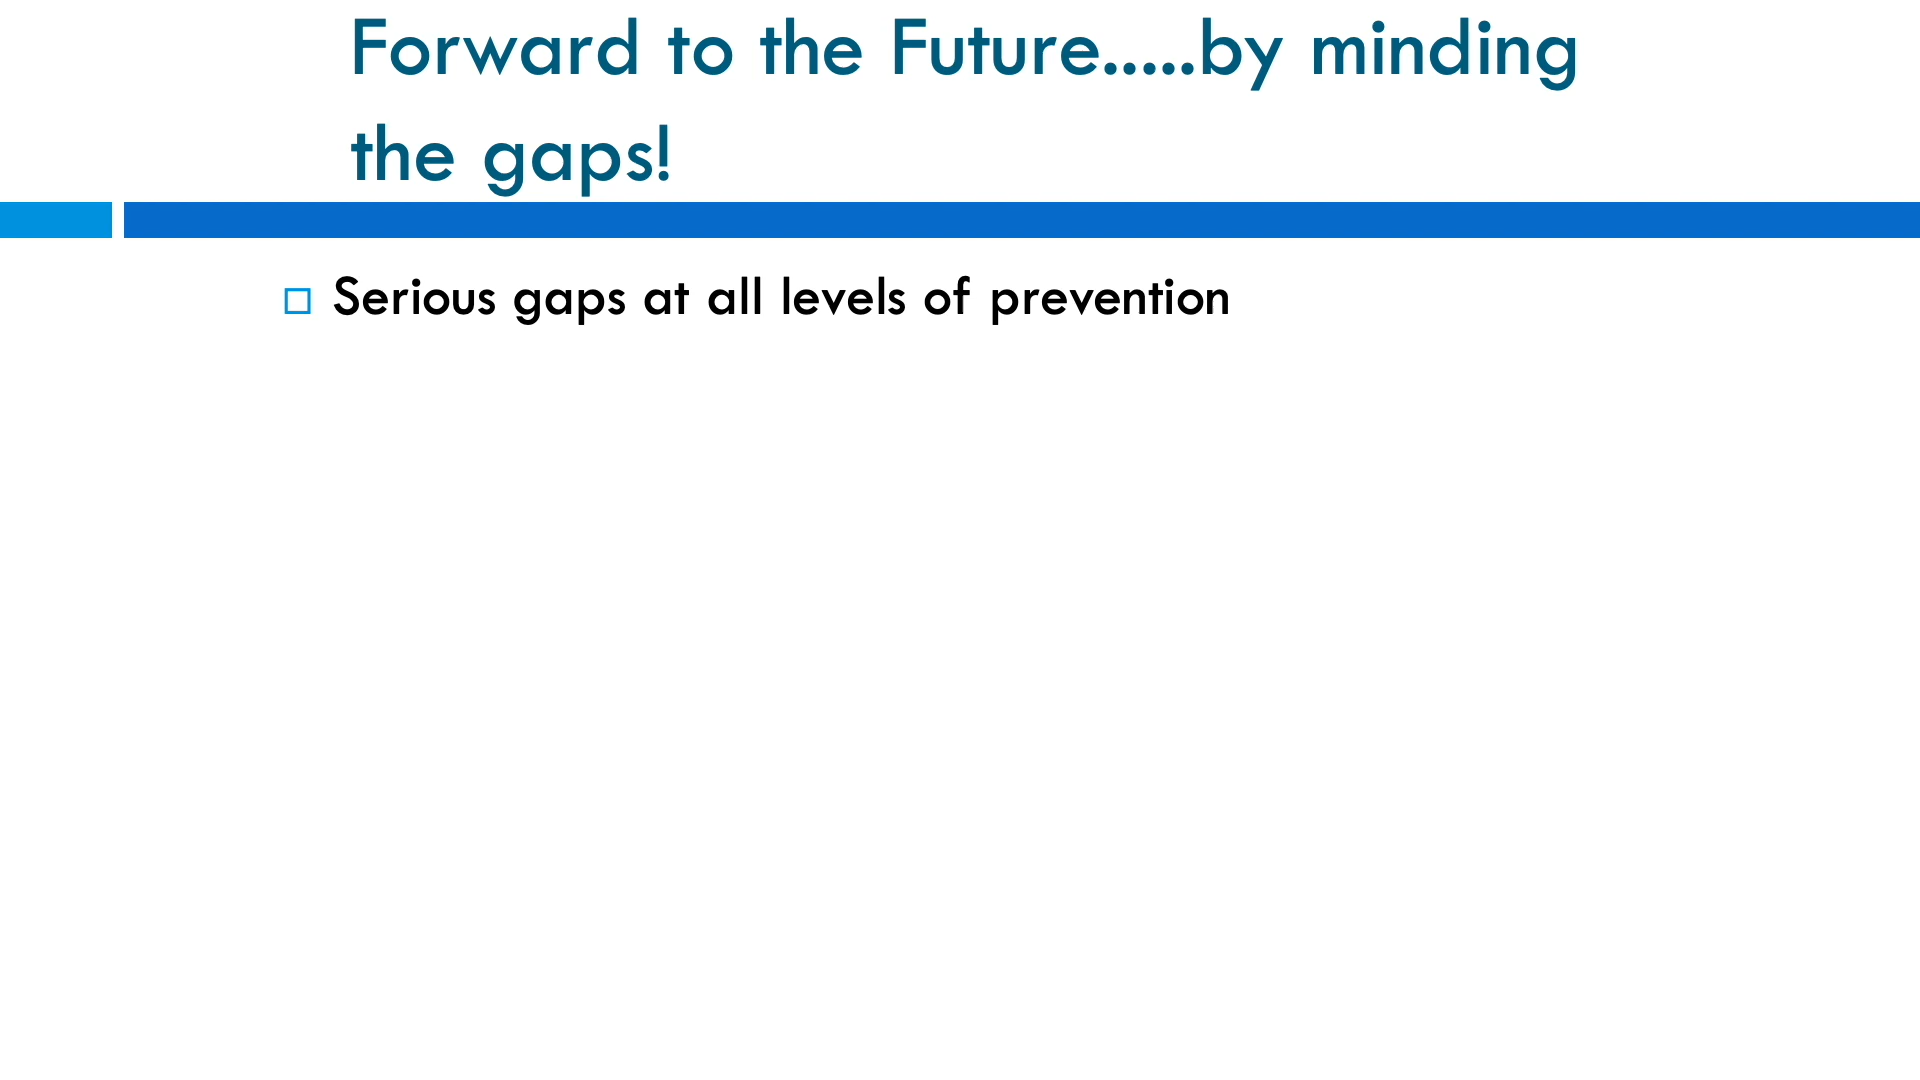 Forward to the Future.....by minding
the gaps!
Serious gaps at all levels of prevention